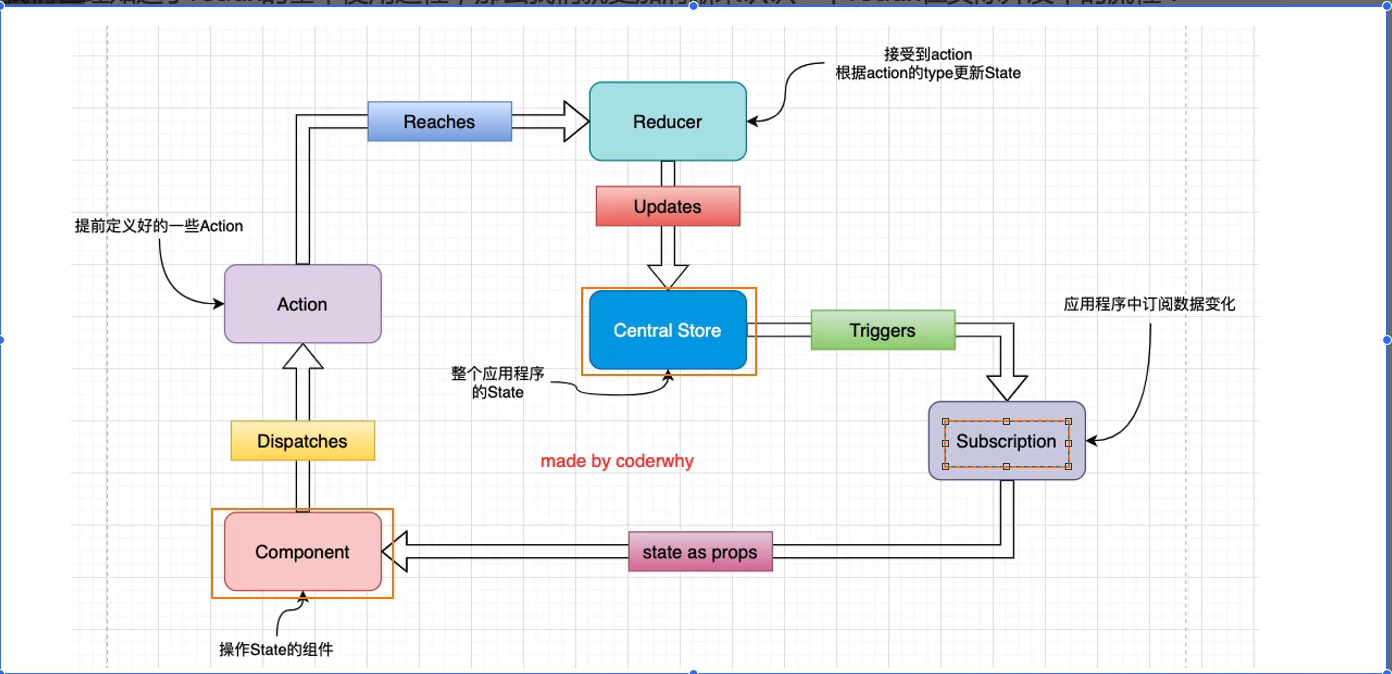 接受到action
根据action的type更新State
Reaches
Reducer
Updates
提前定义好的一些Action
Action
Central Store
Triggers
应用程序中订阅数据变化
整个应用程序
的State
Dispatches
made by coderwhy
Subscription
Component
state as props
操作State的组件